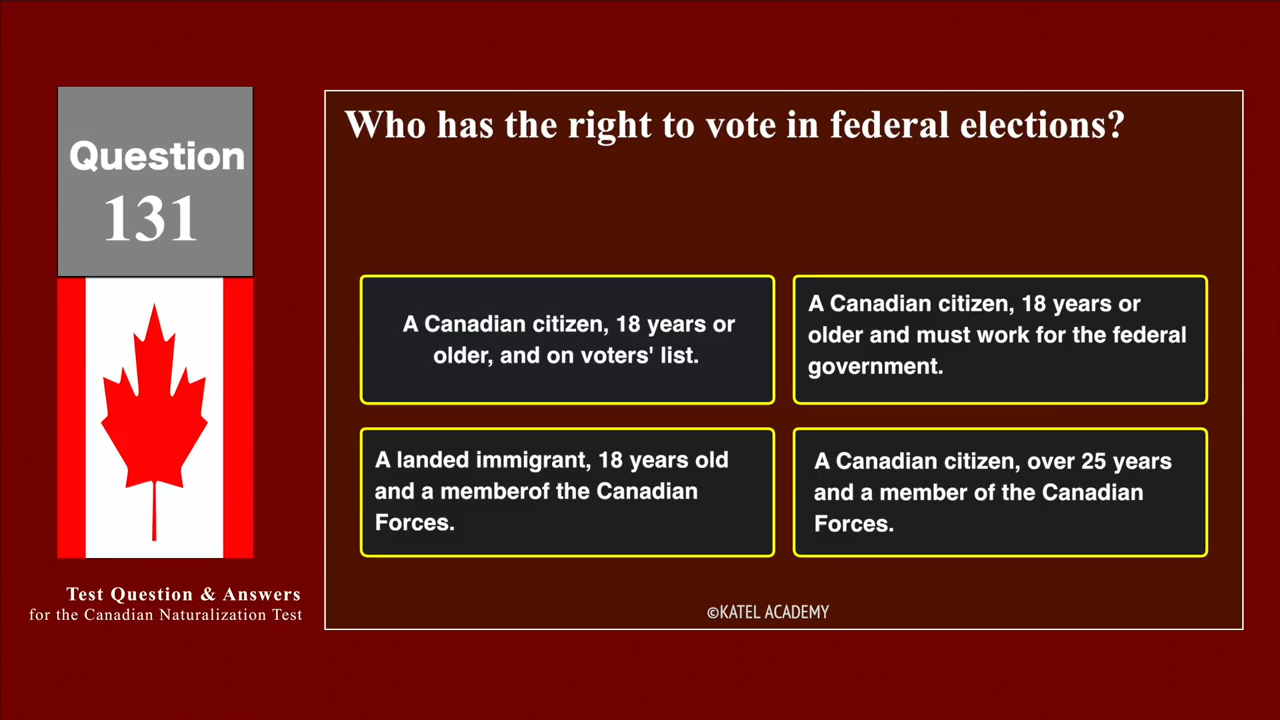 Question
131
Test Question & Answers
for the Canadian Naturalization Test
Who has the right to vote in federal elections?
A Canadian citizen, 18 years or
older, and on voters' list.
A Canadian citizen, 18 years or
older and must work for the federal
government.
A landed immigrant, 18 years old
and a memberof the Canadian
Forces.
A Canadian citizen, over 25 years
and a member of the Canadian
Forces.
©KATEL ACADEMY